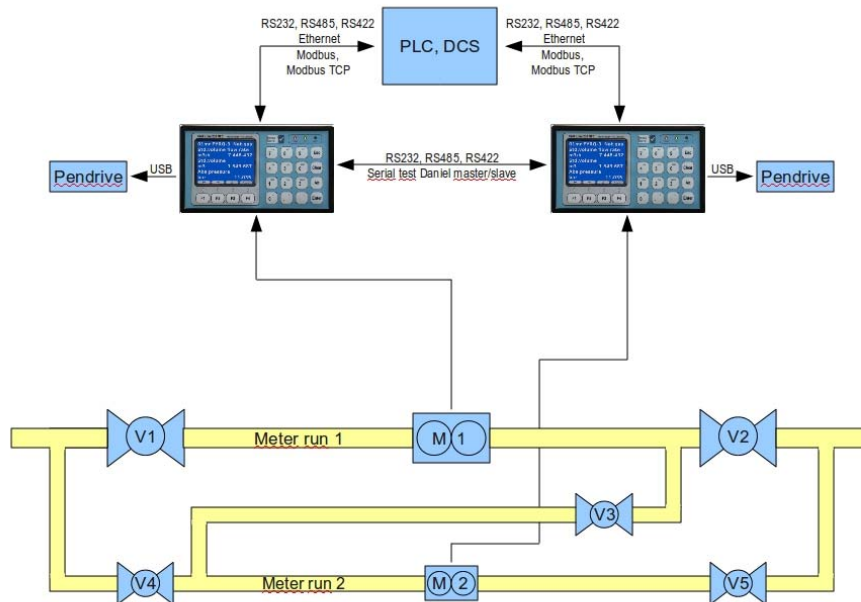 RS232, RS485, RS422
Ethernet
Modbus,
Modbus TCP
PLC, DCS
RS232, RS485, RS422
Ethernet
Modbus,
Modbus TCP
Pendrive
USB
RS232, RS485, RS422
Serial test Daniel master/slave
USB
Pendrive
V1
Meter run 1
M 1
V2
V3
V4
Meter run 2
M 2
V5